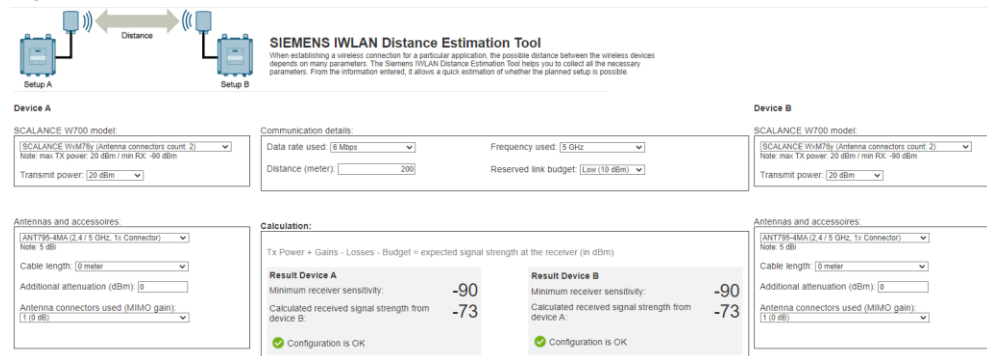 Distance
Setup A
Setup B
SIEMENS IWLAN Distance Estimation Tool
When establishing a wireless connection for a particular application, the possible distance between the wireless devices
depends on many parameters. The Siemens IWLAN Distance Estimation Tool helps you to collect all the necessary
parameters. From the information entered, it allows a quick estimation of whether the planned setup is possible.
Device A
SCALANCE W700 model:
SCALANCE WxM76y (Antenna connectors count: 2)
Note: max TX power: 20 dBm / min RX: -90 dBm
Transmit power: 20 dBm
Communication details:
Data rate used: 6 Mbps
Frequency used: 5 GHz
Distance (meter): 200
Reserved link budget: Low (10 dBm)
Device B
SCALANCE W700 model:
SCALANCE WxM76y (Antenna connectors count: 2)
Note: max TX power: 20 dBm / min RX: -90 dBm
Transmit power: 20 dBm
Antennas and accessoires:
ANT795-4MA (2,4 / 5 GHz, 1x Connector)
Note: 5 dBi
Cable length: 0 meter
Additional attenuation (dBm): 0
Antenna connectors used (MIMO gain):
1 (0 dB)
Calculation:
Tx Power + Gains - Losses - Budget = expected signal strength at the receiver (in dBm)
Result Device A
Minimum receiver sensitivity: -90
Calculated received signal strength from -73
device B:
Configuration is OK
Result Device B
Minimum receiver sensitivity: -90
Calculated received signal strength from -73
device A:
Configuration is OK
Antennas and accessoires:
ANT795-4MA (2,4 / 5 GHz, 1x Connector)
Note: 5 dBi
Cable length: 0 meter
Additional attenuation (dBm): 0
Antenna connectors used (MIMO gain):
1 (0 dB)